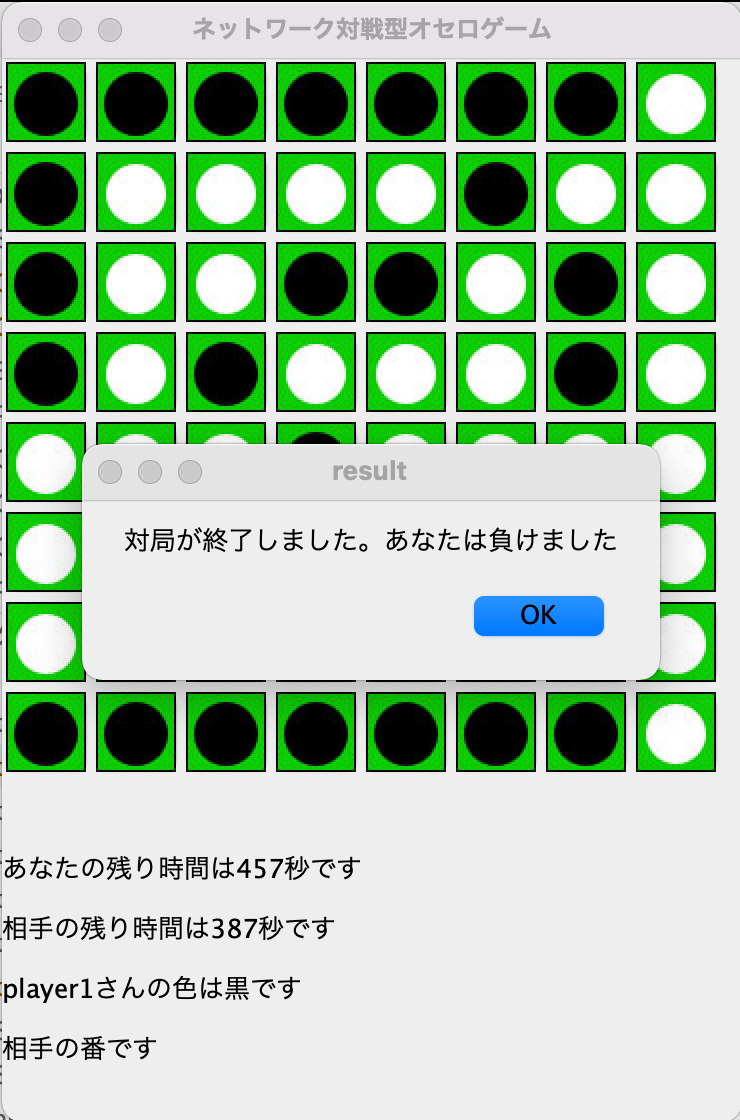 ネットワーク対戦型オセロゲーム
result
対局が終了しました。あなたは負けました
OK
あなたの残り時間は457秒です
相手の残り時間は387秒です
player1さんの色は黒です
相手の番です